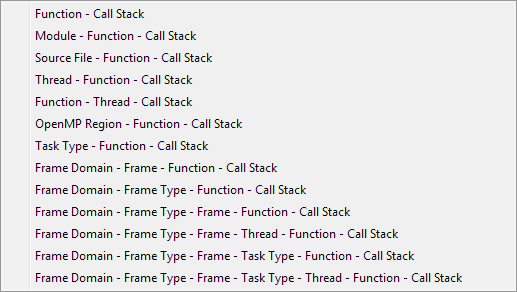 Function - Call Stack
Module - Function - Call Stack
Source File - Function - Call Stack
Thread - Function - Call Stack
Function - Thread - Call Stack
OpenMP Region - Function - Call Stack
Task Type - Function - Call Stack
Frame Domain - Frame - Function - Call Stack
Frame Domain - Frame Type - Function - Call Stack
Frame Domain - Frame Type - Frame - Function - Call Stack
Frame Domain - Frame Type - Frame - Thread - Function - Call Stack
Frame Domain - Frame Type - Frame - Task Type - Function - Call Stack
Frame Domain - Frame Type - Frame - Task Type - Thread - Function - Call Stack